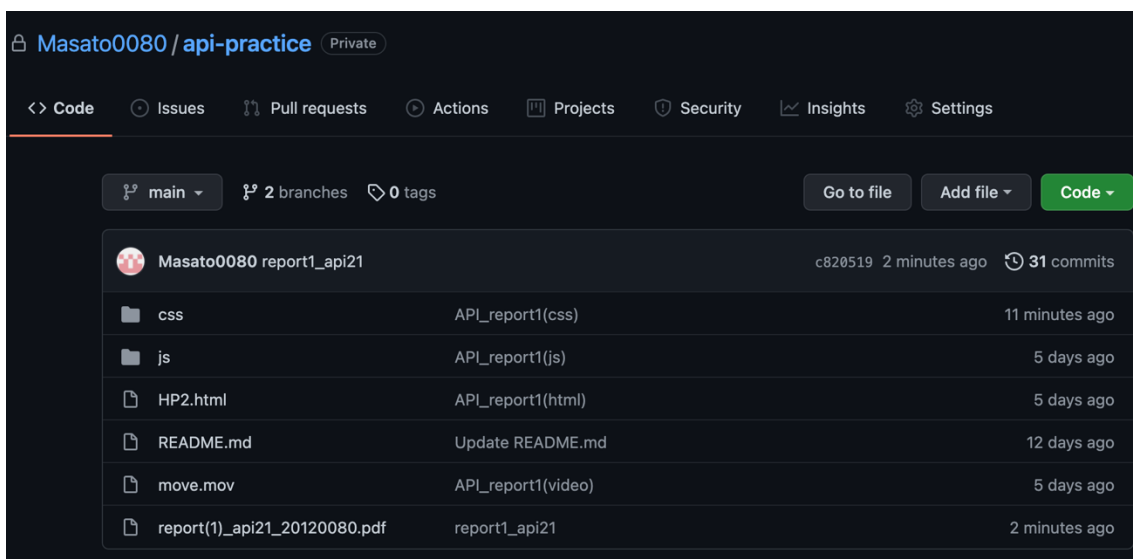 Masato0080 / api-practice Private
Code Issues Pull requests Actions Projects Security Insights Settings
main 2 branches 0 tags Go to file Add file Code
Masato0080 report1_api21 c820519 2 minutes ago 31 commits
css API_report1(css) 11 minutes ago
js API_report1(js) 5 days ago
HP2.html API_report1(html) 5 days ago
README.md Update README.md 12 days ago
move.mov API_report1(video) 5 days ago
report(1)_api21_20120080.pdf report1_api21 2 minutes ago